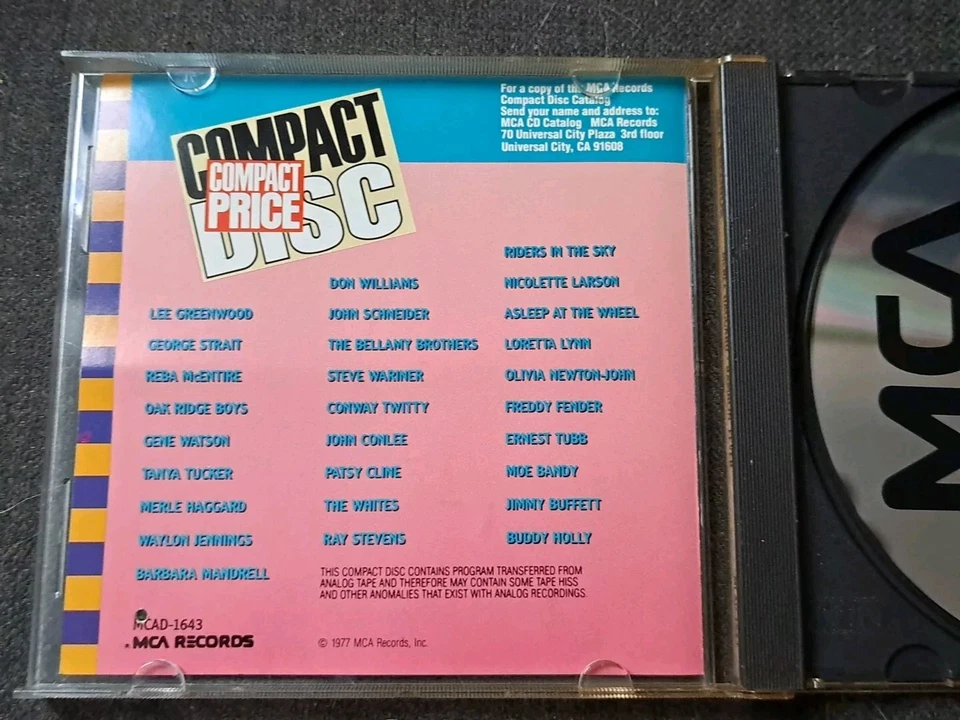 COMPACT
DISC
COMPACT
PRICE
For a copy of the MCA Records
Compact Disc Catalog
Send your name and address to:
MCA CD Catalog MCA Records
70 Universal City Plaza 3rd floor
Universal City, CA 91608
LEE GREENWOOD
GEORGE STRAIT
REBA McENTIRE
OAK RIDGE BOYS
GENE WATSON
TANYA TUCKER
MERLE HAGGARD
WAYLON JENNINGS
BARBARA MANDRELL
DON WILLIAMS
JOHN SCHNEIDER
THE BELLAMY BROTHERS
STEVE WARINER
CONWAY TWITTY
JOHN CONLEE
PATSY CLINE
THE WHITES
RAY STEVENS
RIDERS IN THE SKY
NICOLETTE LARSON
ASLEEP AT THE WHEEL
LORETTA LYNN
OLIVIA NEWTON-JOHN
FREDDY FENDER
ERNEST TUBB
MOE BANDY
JIMMY BUFFETT
BUDDY HOLLY
THIS COMPACT DISC CONTAINS PROGRAM TRANSFERRED FROM
ANALOG TAPE AND THEREFORE MAY CONTAIN SOME TAPE HISS
AND OTHER ANOMALIES THAT EXIST WITH ANALOG RECORDINGS.
MCAD-1643
MCA RECORDS
© 1977 MCA Records, Inc.
MCA